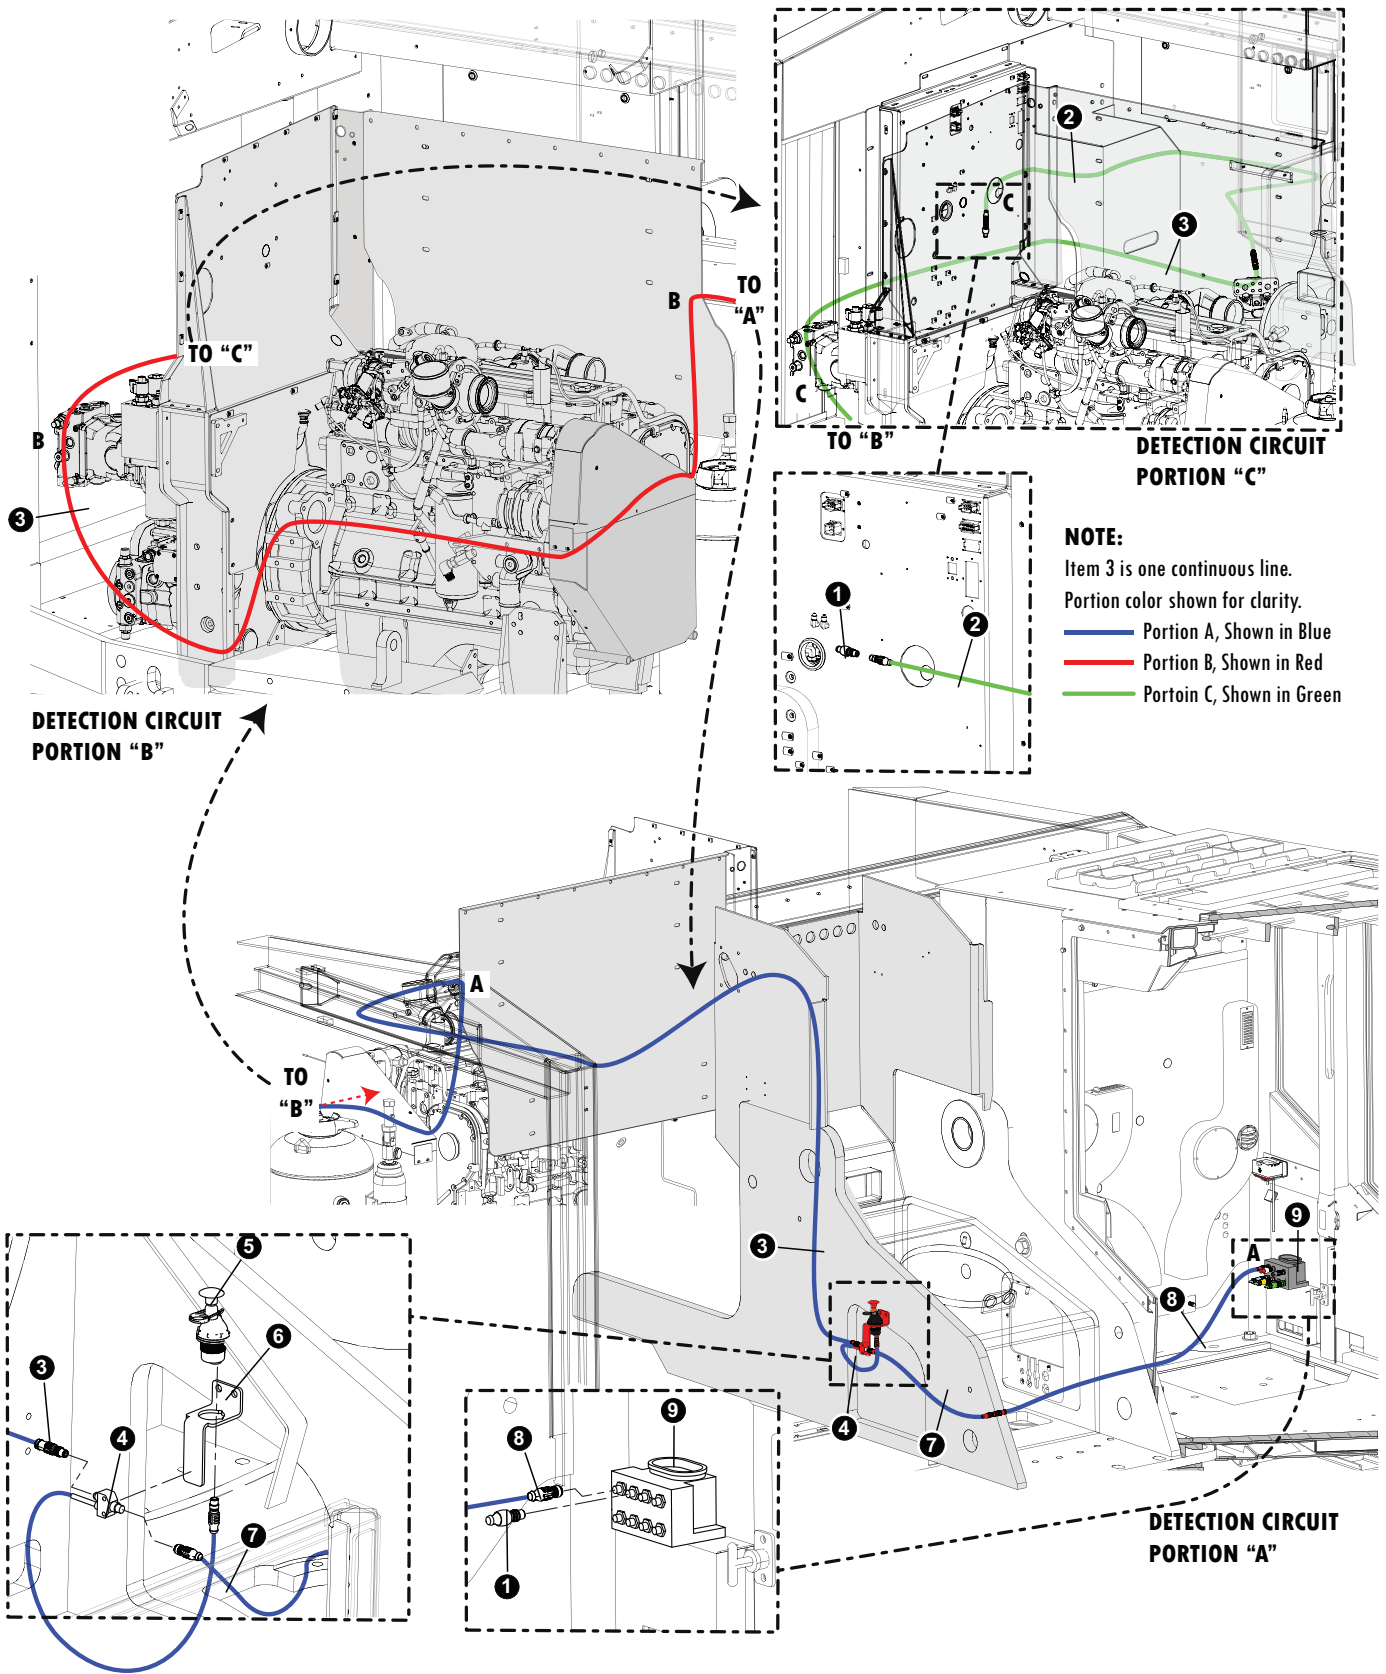 2
C
3
C
TO “B”
DETECTION CIRCUIT
PORTION “C”
B
TO
“A”
TO “C”
B
3
DETECTION CIRCUIT
PORTION “B”
1
2
NOTE:
Item 3 is one continuous line.
Portion color shown for clarity.
Portion A, Shown in Blue
Portion B, Shown in Red
Portoin C, Shown in Green
A
TO
“B”
3
4
7
8
A
9
DETECTION CIRCUIT
PORTION “A”
5
6
3
4
7
9
8
1